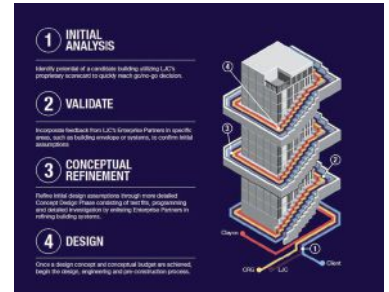 1 INITIAL
ANALYSIS
Identify potential of a candidate building utilizing LJC's
proprietary scorecard to quickly reach go/no-go decision.
2 VALIDATE
Incorporate feedback from LJC's Enterprise Partners in specific
areas, such as building envelope or systems, to confirm initial
assumptions
3 CONCEPTUAL
REFINEMENT
Refine initial design assumptions through more detailed
Concept Design Phase consisting of test fits, programming
and detailed investigation by enlisting Enterprise Partners in
refining building systems.
4 DESIGN
Once a design concept and conceptual budget are achieved,
begin the design, engineering and pre-construction process.
4
3
2
1
Clayco
CRG
LJC
Client